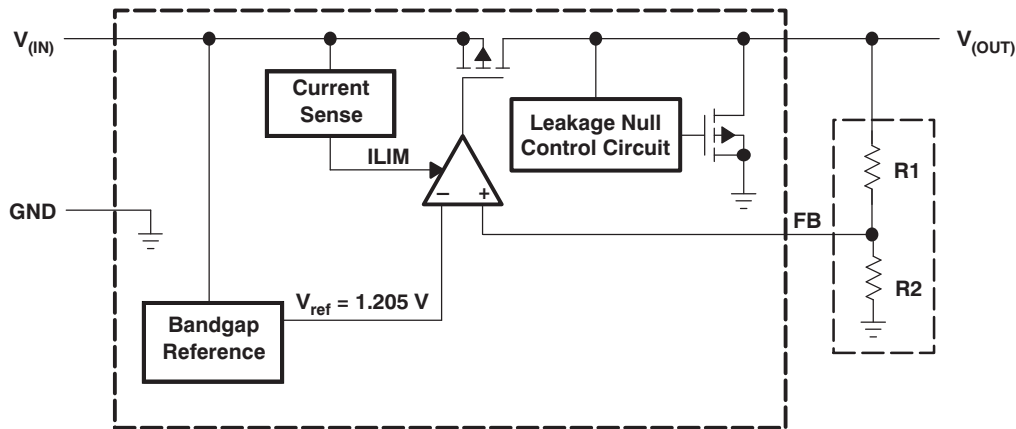 V(IN)
V(OUT)
Current
Sense
Leakage Null
Control Circuit
ILIM
R1
− +
GND
FB
R2
Vref = 1.205 V
Bandgap
Reference